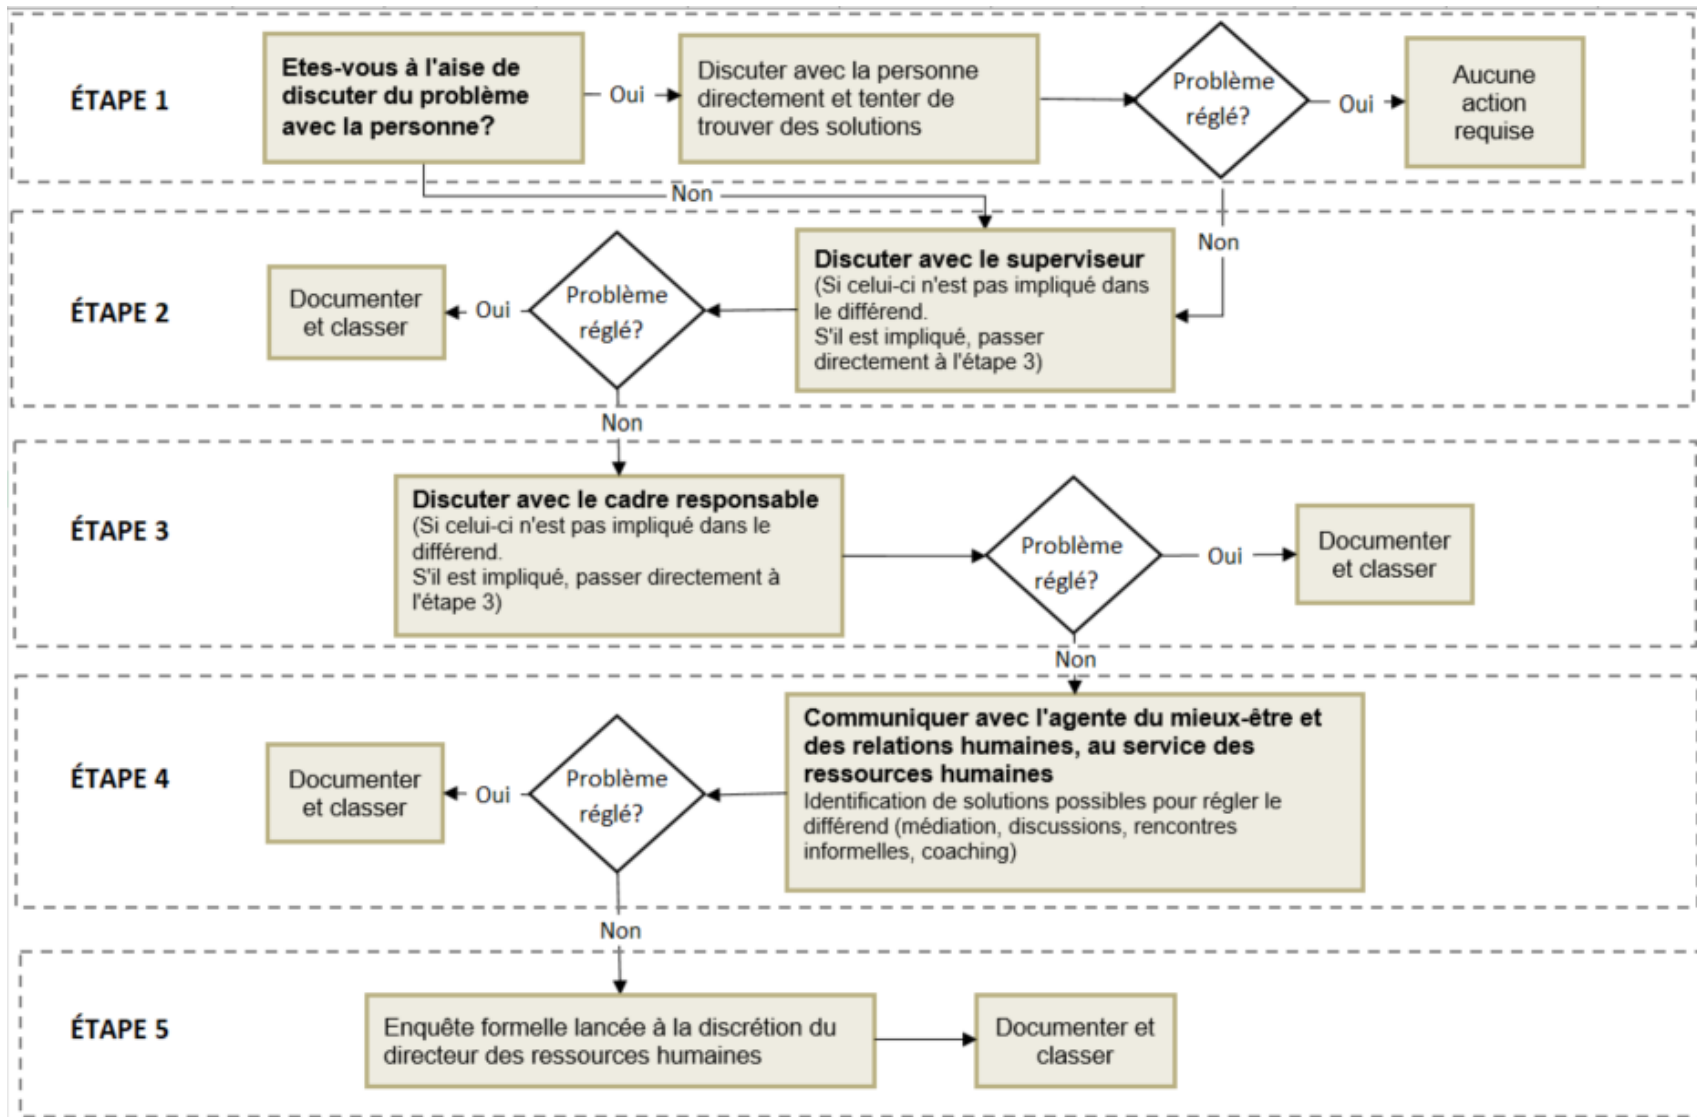 ÉTAPE 1
Etes-vous à l'aise de
discuter du problème
avec la personne?
Oui
Discuter avec la personne
directement et tenter de
trouver des solutions
Problème
réglé?
Oui
Aucune
action
requise
Non
Non
ÉTAPE 2
Discuter avec le superviseur
(Si celui-ci n'est pas impliqué dans
le différend.
S'il est impliqué, passer
directement à l'étape 3)
Problème
réglé?
Oui
Documenter
et classer
Non
ÉTAPE 3
Discuter avec le cadre responsable
(Si celui-ci n'est pas impliqué dans le
différend.
S'il est impliqué, passer directement à
l'étape 3)
Problème
réglé?
Oui
Documenter
et classer
Non
ÉTAPE 4
Communiquer avec l'agente du mieux-être et
des relations humaines, au service des
ressources humaines
Identification de solutions possibles pour régler le
différend (médiation, discussions, rencontres
informelles, coaching)
Problème
réglé?
Oui
Documenter
et classer
Non
ÉTAPE 5
Enquête formelle lancée à la discrétion du
directeur des ressources humaines
Documenter et
classer